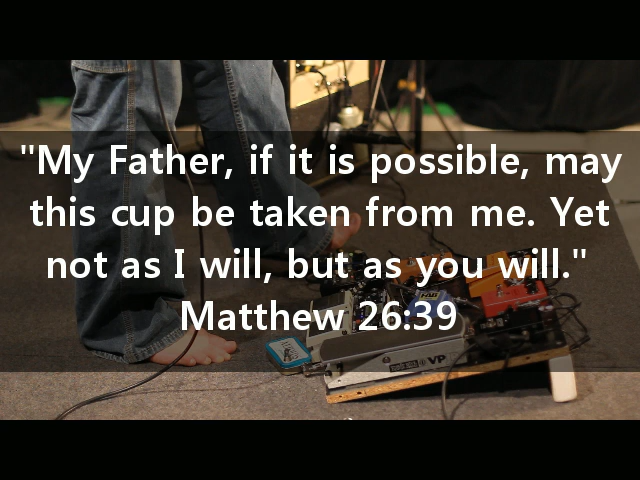 "My Father, if it is possible, may
this cup be taken from me. Yet
not as I will, but as you will."
Matthew 26:39
VP